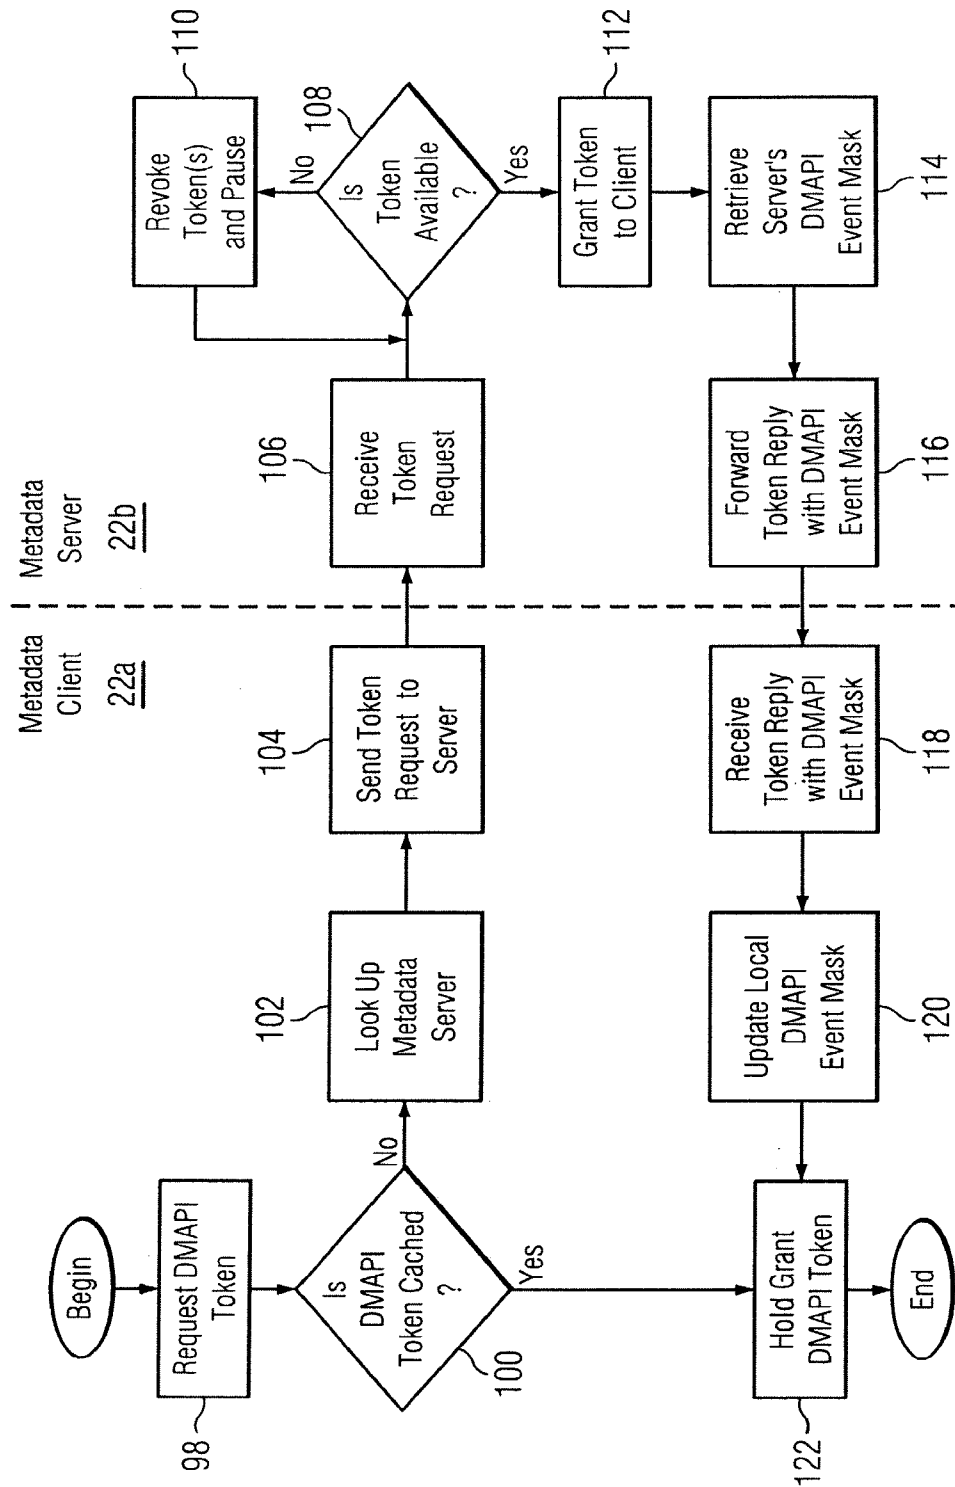 Metadata
Client
22a
Metadata
Server
22b
Begin
98
Request DMAPI
Token
Is
DMAPI
Token Cached
?
100
No
Yes
102
Look Up
Metadata
Server
104
Send Token
Request to
Server
106
Receive
Token
Request
108
Is
Token
Available
?
No
Yes
110
Revoke
Token(s)
and Pause
112
Grant Token
to Client
Retrieve
Server's
DMAPI
Event Mask
114
Forward
Token Reply
with DMAPI
Event Mask
116
Receive
Token Reply
with DMAPI
Event Mask
118
Update Local
DMAPI
Event Mask
120
Hold Grant
DMAPI Token
122
End